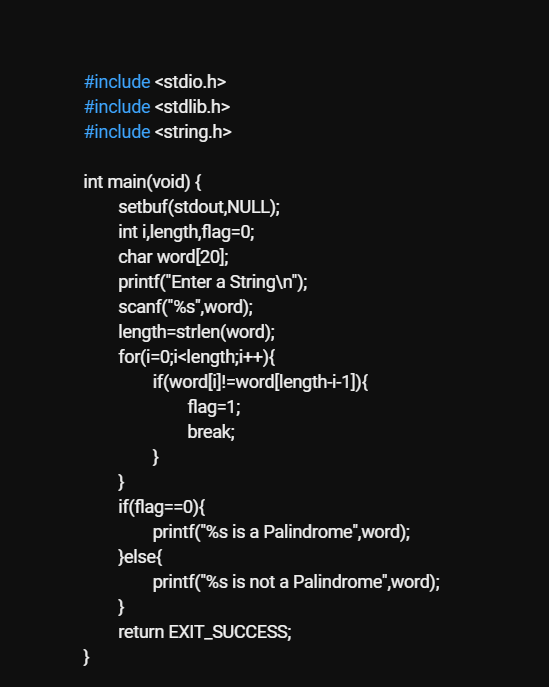 #include <stdio.h>
#include <stdlib.h>
#include <string.h>
int main(void) {
setbuf(stdout,NULL);
int i,length,flag=0;
char word[20];
printf("Enter a String\n");
scanf("%s",word);
length=strlen(word);
for(i=0;i<length;i++){
if(word[i]!=word[length-i-1]){
flag=1;
break;
}
}
if(flag==0){
printf("%s is a Palindrome",word);
}else{
printf("%s is not a Palindrome",word);
}
return EXIT_SUCCESS;
}